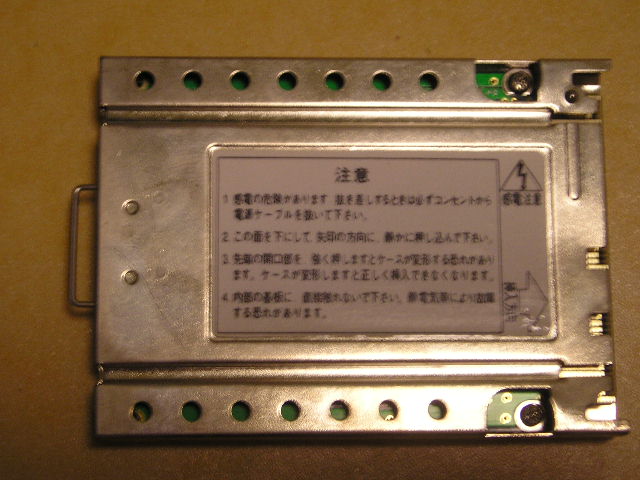 注意
1. 感電の危険があります 抜き差しするときは必ずコンセントから
電源ケーブルを抜いて下さい。
2. この面を下にして、矢印の方向に、静かに押し込んで下さい。
3. 先端の開口部を 強く押しますとケースが変形する恐れがあり
ます。ケースが変形しますと正しく挿入できなくなります。
4. 内部の基板に 直接触れないで下さい。静電気等により故障
する恐れがあります。
感電注意
挿入方向